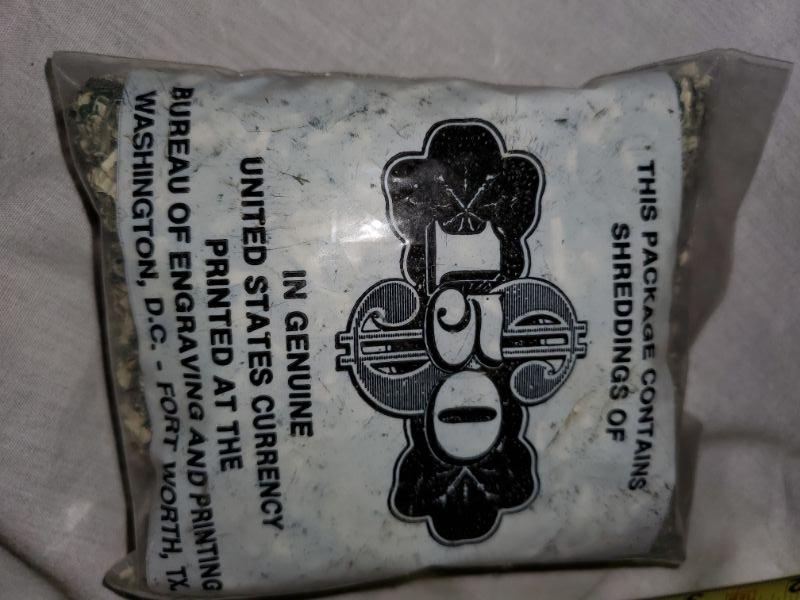 THIS PACKAGE CONTAINS
SHREDDINGS OF
$150
IN GENUINE
UNITED STATES CURRENCY
PRINTED AT THE
BUREAU OF ENGRAVING AND PRINTING
WASHINGTON, D.C. - FORT WORTH, TX